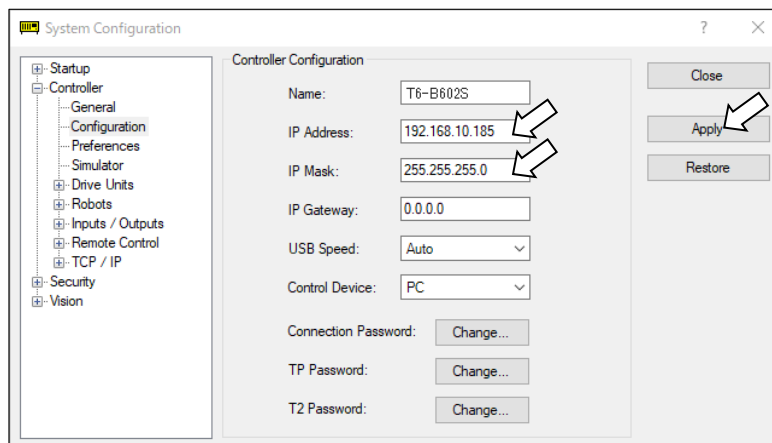 System Configuration
Startup
Controller
General
Configuration
Preferences
Simulator
Drive Units
Robots
Inputs / Outputs
Remote Control
TCP / IP
Security
Vision
Controller Configuration
Name: T6-B602S
IP Address: 192.168.10.185
IP Mask: 255.255.255.0
IP Gateway: 0.0.0.0
USB Speed: Auto
Control Device: PC
Connection Password: Change...
TP Password: Change...
T2 Password: Change...
Close
Apply
Restore